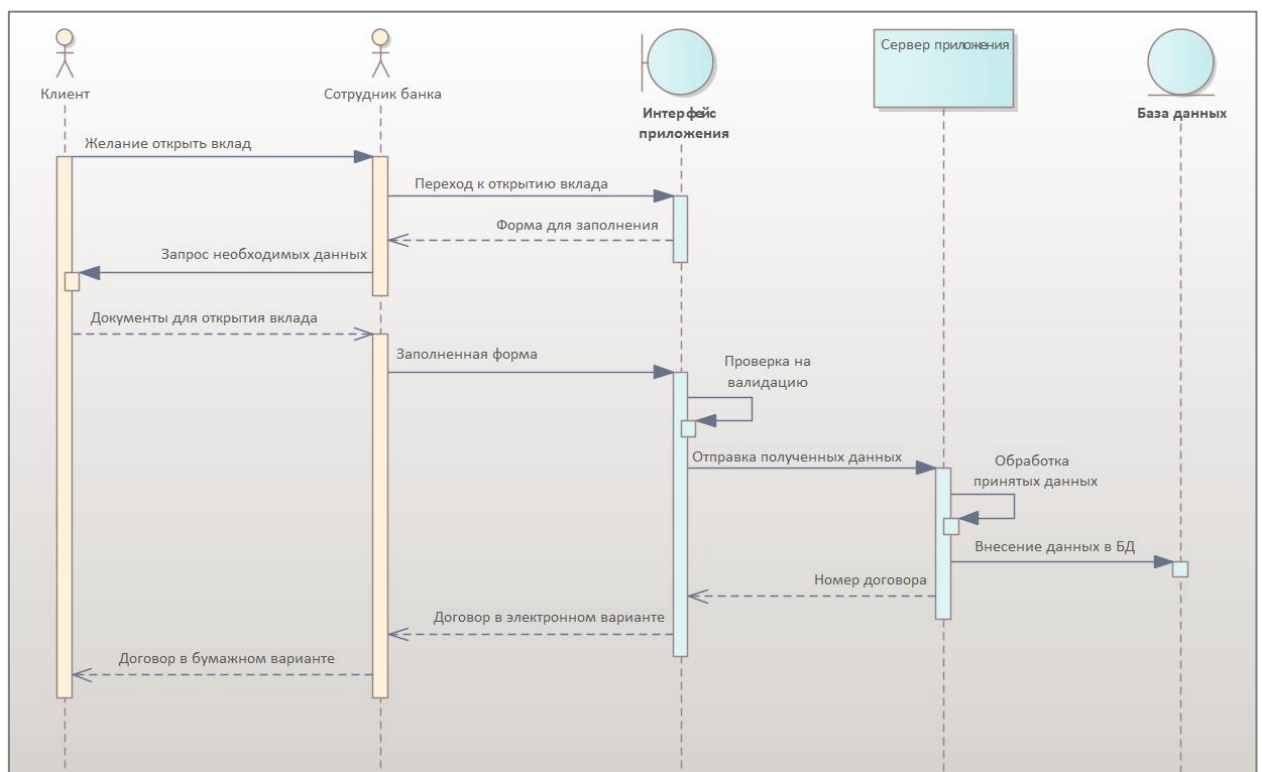 Клиент
Сотрудник банка
Интерфейс
приложения
Сервер приложения
База данных
Желание открыть вклад
Переход к открытию вклада
Форма для заполнения
Запрос необходимых данных
Документы для открытия вклада
Заполненная форма
Проверка на
валидацию
Отправка полученных данных
Обработка
принятых данных
Внесение данных в БД
Номер договора
Договор в электронном варианте
Договор в бумажном варианте